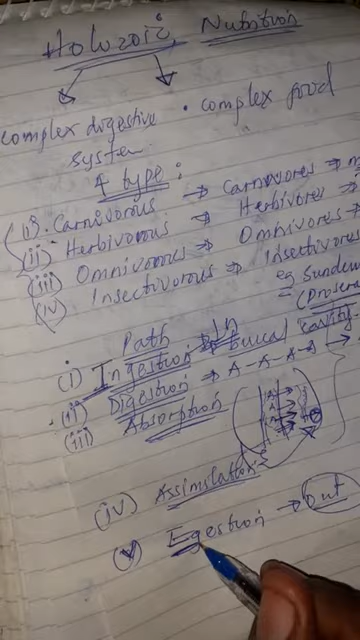 Holozoic Nutrition
complex digestive system
• complex food
4 type:
(i) Carnivorous → Carnivores →
(ii) Herbivorous → Herbivores →
(iii) Omnivorous → Omnivores →
(iv) Insectivorous → Insectivores
eg Sundew
(Drosera
Path
(i) Ingestion → In Buccal cavity
(ii) Digestion → A-A-A-A →
(iii) Absorption
(iv) Assimilation
(v) Egestion → Out